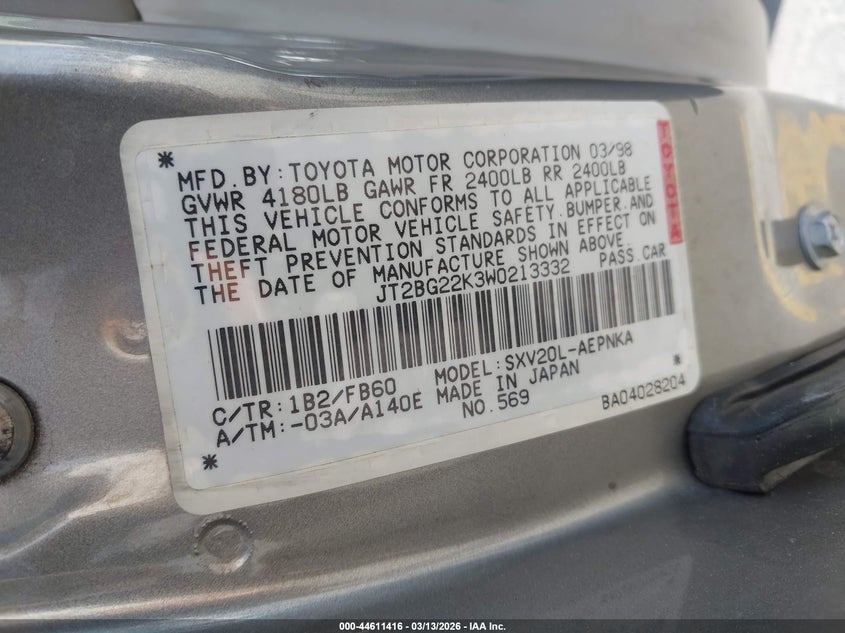 * MFD.BY:TOYOTA MOTOR CORPORATION 03/98
GVWR 4180LB GAWR FR 2400LB RR 2400LB
THIS VEHICLE CONFORMS TO ALL APPLICABLE
FEDERAL MOTOR VEHICLE SAFETY,BUMPER,AND
THEFT PREVENTION STANDARDS IN EFFECT ON
THE DATE OF MANUFACTURE SHOWN ABOVE.
JT2BG22K3W0213332 PASS.CAR
TOYOTA
C/TR:1B2/FB60 MODEL:SXV20L-AEPNKA
A/TM:-03A/A140E MADE IN JAPAN
* NO.569 BA04028204 *
000-44611416 | 03/13/2026 | IAA Inc.